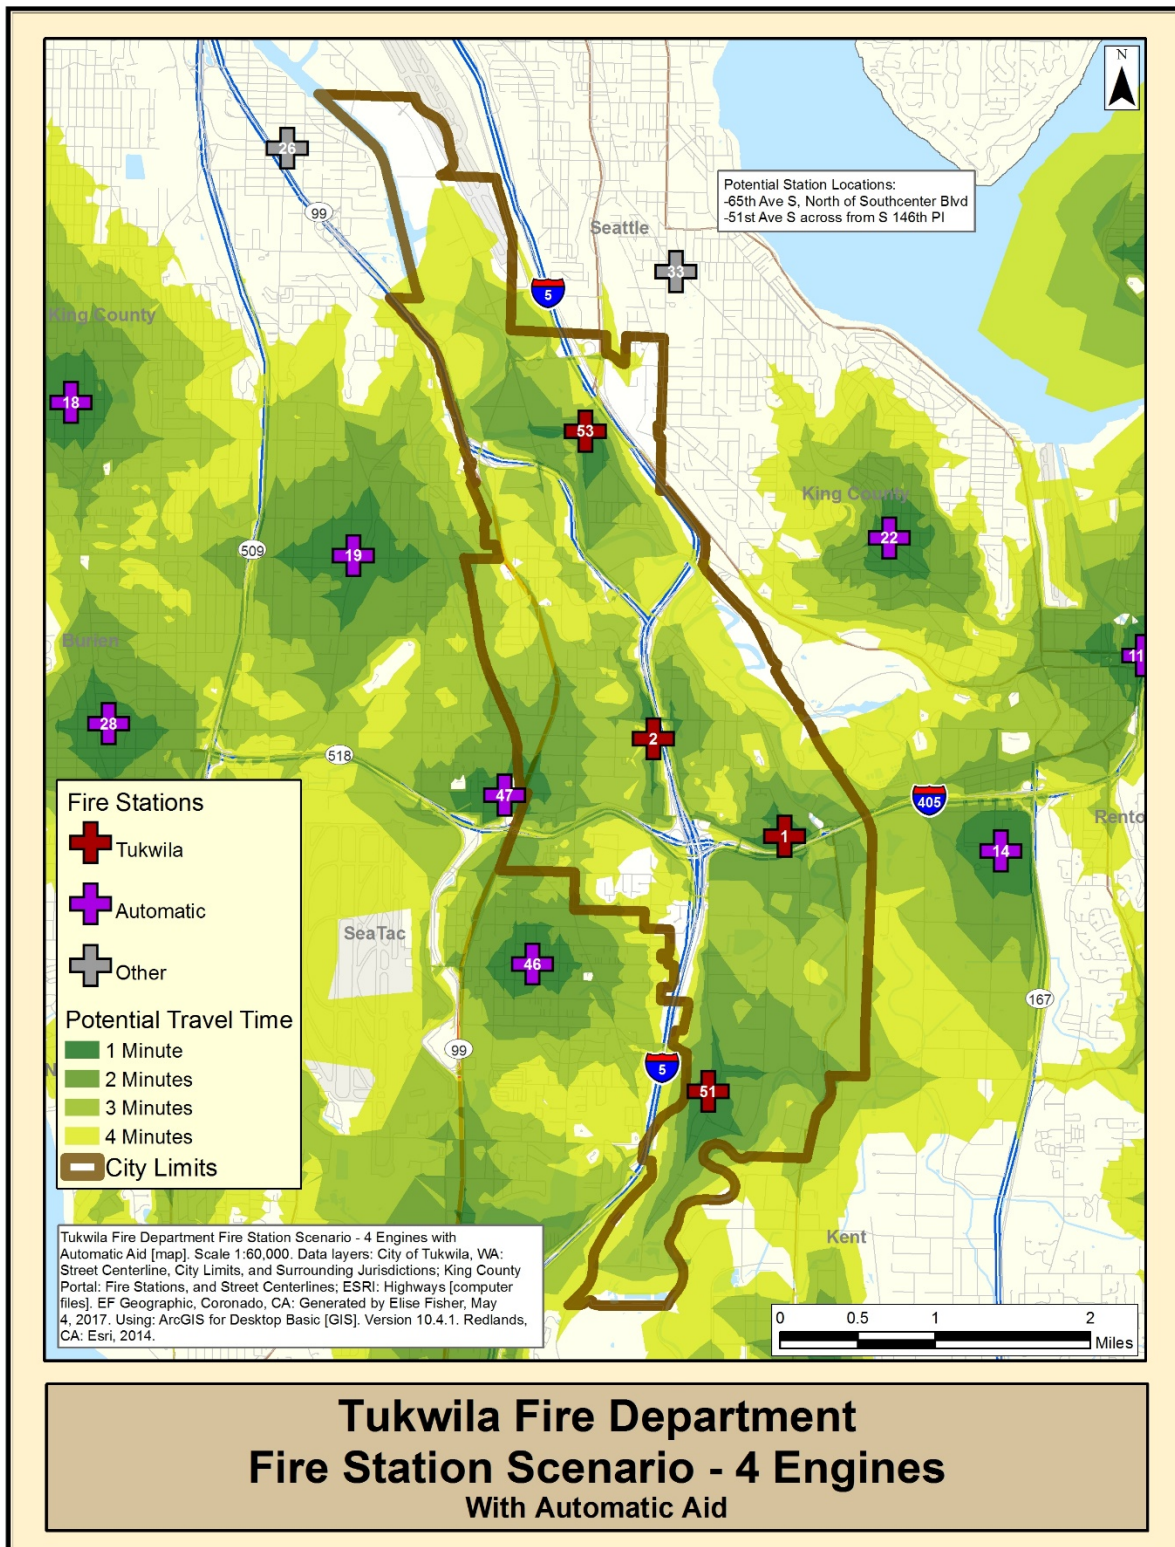 N
26
99
Potential Station Locations:
-65th Ave S, North of Southcenter Blvd
-51st Ave S across from S 146th Pl
Seattle
33
5
King County
18
53
King County
22
509
19
Burien
11
28
2
518
47
405
Rento
1
14
Fire Stations
Tukwila
Automatic
Other
SeaTac
46
167
Potential Travel Time
1 Minute
2 Minutes
3 Minutes
4 Minutes
City Limits
99
N
5
51
Kent
Tukwila Fire Department Fire Station Scenario - 4 Engines with
Automatic Aid [map]. Scale 1:60,000. Data layers: City of Tukwila, WA:
Street Centerline, City Limits, and Surrounding Jurisdictions; King County
Portal: Fire Stations, and Street Centerlines; ESRI: Highways [computer
files]. EF Geographic, Coronado, CA: Generated by Elise Fisher, May
4, 2017. Using: ArcGIS for Desktop Basic [GIS]. Version 10.4.1. Redlands,
CA: Esri, 2014.
0 0.5 1 2
Miles
Tukwila Fire Department
Fire Station Scenario - 4 Engines
With Automatic Aid